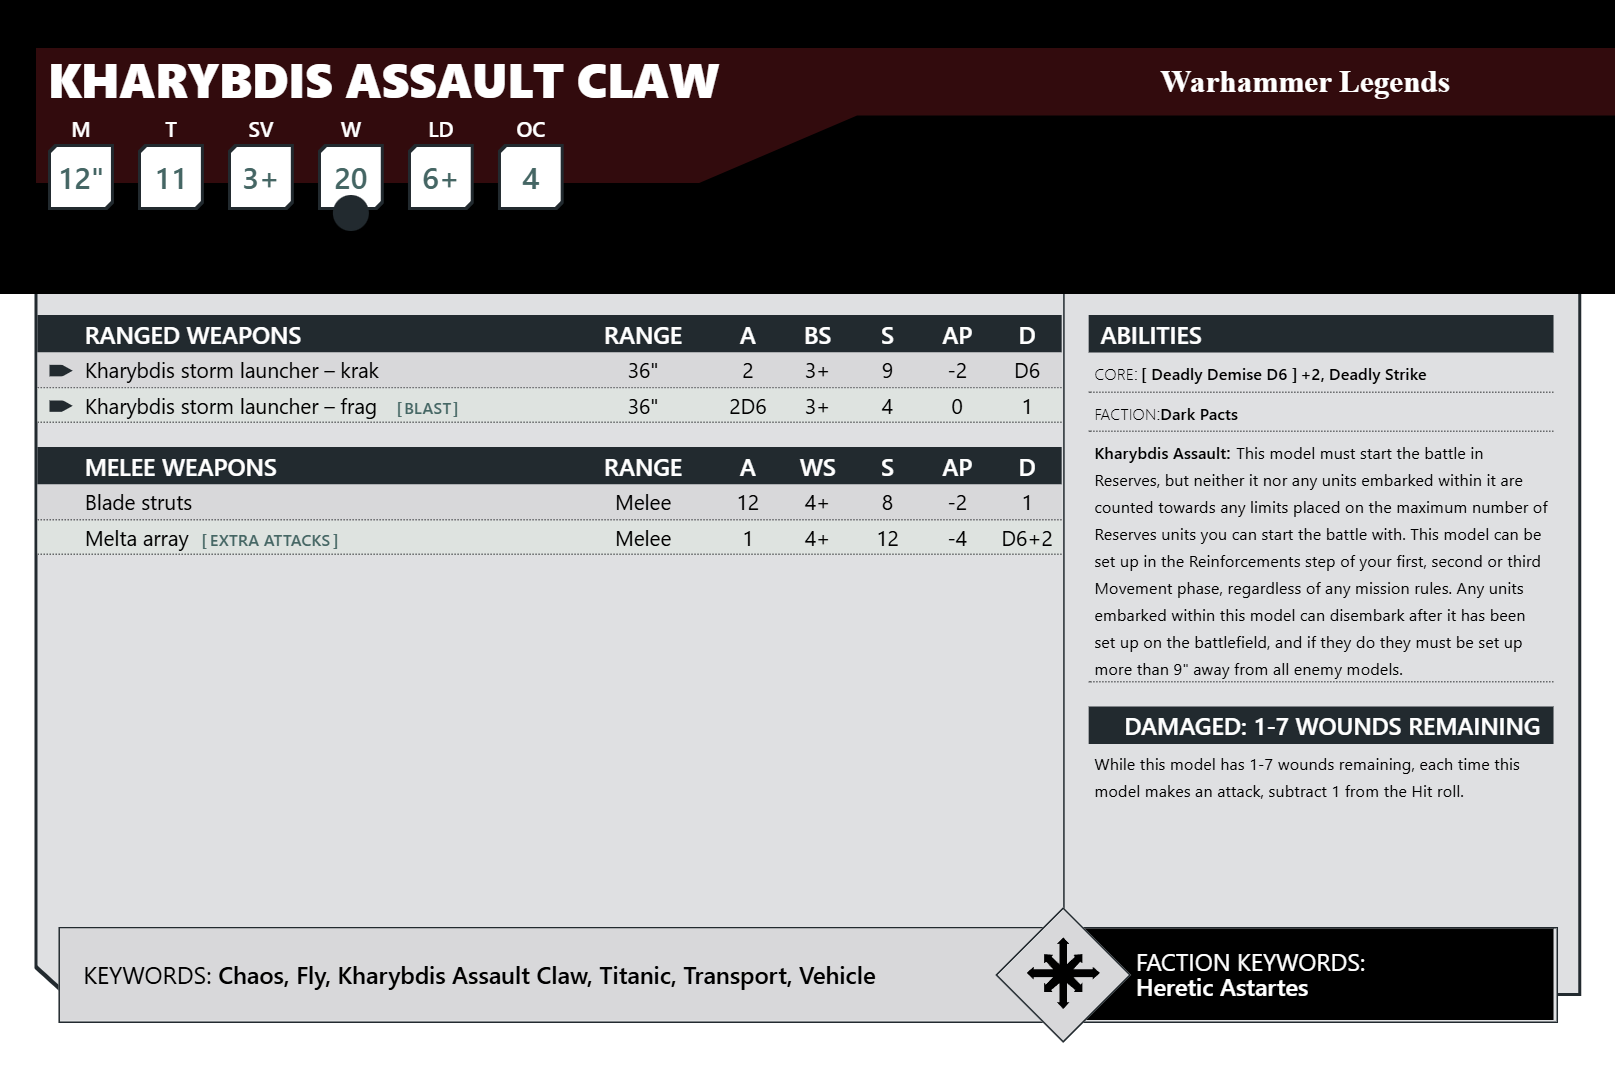 KHARYBDIS ASSAULT CLAW
Warhammer Legends
M T SV W LD OC
12" 11 3+ 20 6+ 4
RANGED WEAPONS RANGE A BS S AP D
Kharybdis storm launcher – krak 36" 2 3+ 9 -2 D6
Kharybdis storm launcher – frag [BLAST] 36" 2D6 3+ 4 0 1
MELEE WEAPONS RANGE A WS S AP D
Blade struts Melee 12 4+ 8 -2 1
Melta array [EXTRA ATTACKS] Melee 1 4+ 12 -4 D6+2
ABILITIES
CORE: [ Deadly Demise D6 ] +2, Deadly Strike
FACTION:Dark Pacts
Kharybdis Assault: This model must start the battle in
Reserves, but neither it nor any units embarked within it are
counted towards any limits placed on the maximum number of
Reserves units you can start the battle with. This model can be
set up in the Reinforcements step of your first, second or third
Movement phase, regardless of any mission rules. Any units
embarked within this model can disembark after it has been
set up on the battlefield, and if they do they must be set up
more than 9" away from all enemy models.
DAMAGED: 1-7 WOUNDS REMAINING
While this model has 1-7 wounds remaining, each time this
model makes an attack, subtract 1 from the Hit roll.
KEYWORDS: Chaos, Fly, Kharybdis Assault Claw, Titanic, Transport, Vehicle
FACTION KEYWORDS:
Heretic Astartes